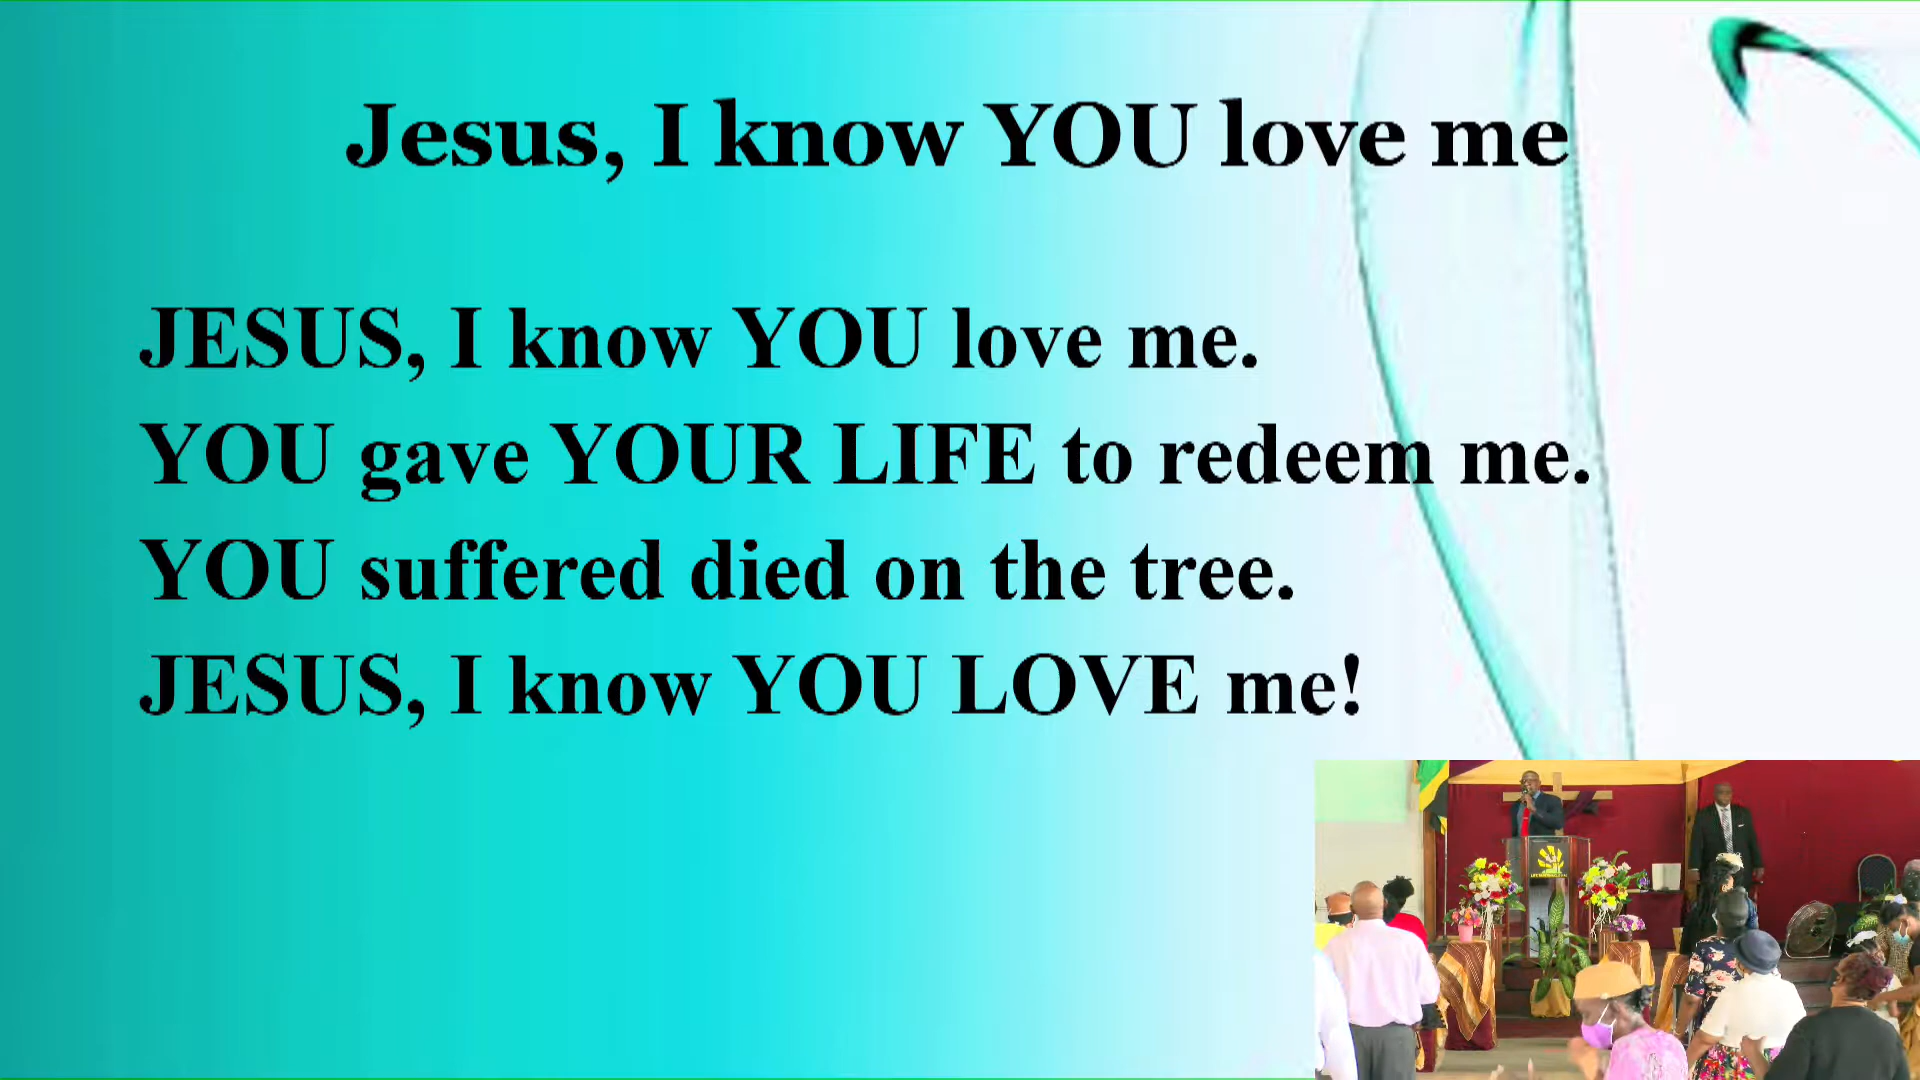 Jesus, I know YOU love me
JESUS, I know YOU love me.
YOU gave YOUR LIFE to redeem me.
YOU suffered died on the tree.
JESUS, I know YOU LOVE me!